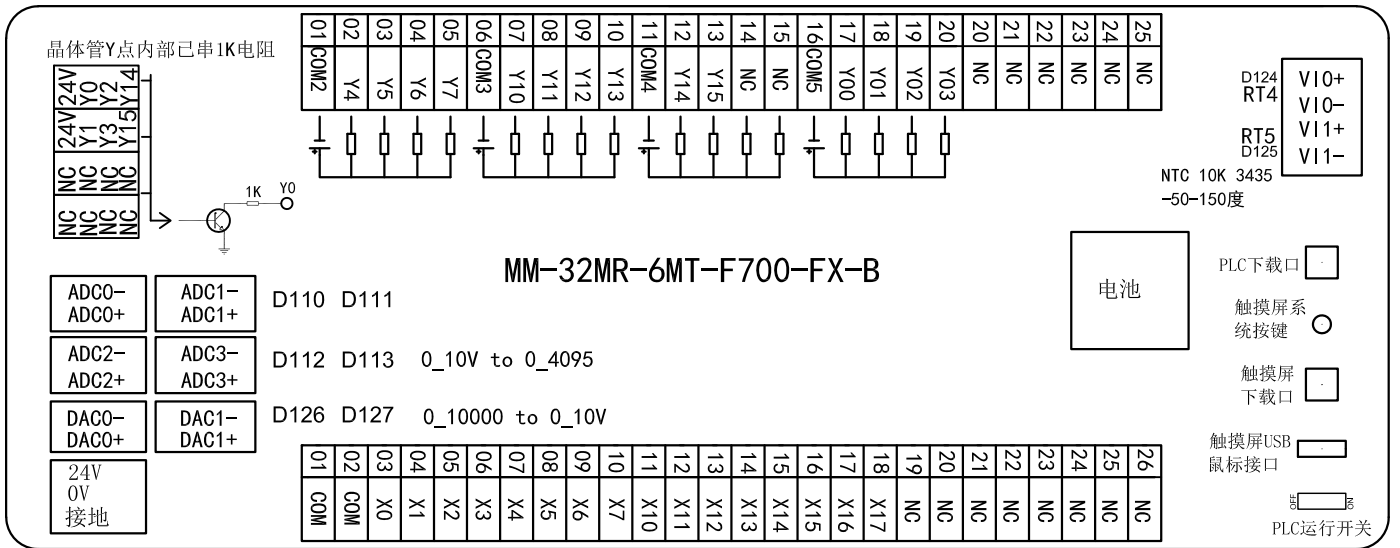 晶体管Y点内部已串1K电阻
24V Y0 Y2 Y14
24V Y1 Y3 Y15
NC NC NC NC
NC NC NC NC
1K Y0
01 02 03 04 05 06 07 08 09 10 11 12 13 14 15 16 17 18 19 20 20 21 22 23 24 25
COM2 Y4 Y5 Y6 Y7 COM3 Y10 Y11 Y12 Y13 COM4 Y14 Y15 NC NC COM5 Y00 Y01 Y02 Y03 NC NC NC NC NC NC
D124 VI0+
RT4 VI0-
RT5 VI1+
D125 VI1-
NTC 10K 3435
-50-150度
MM-32MR-6MT-F700-FX-B
电池
PLC下载口
触摸屏系
统按键
触摸屏
下载口
触摸屏USB
鼠标接口
OFF ON
PLC运行开关
ADC0- ADC1-
ADC0+ ADC1+
D110 D111
ADC2- ADC3-
ADC2+ ADC3+
D112 D113 0_10V to 0_4095
DAC0- DAC1-
DAC0+ DAC1+
D126 D127 0_10000 to 0_10V
24V
0V
接地
01 02 03 04 05 06 07 08 09 10 11 12 13 14 15 16 17 18 19 20 21 22 23 24 25 26
COM COM X0 X1 X2 X3 X4 X5 X6 X7 X10 X11 X12 X13 X14 X15 X16 X17 NC NC NC NC NC NC NC NC